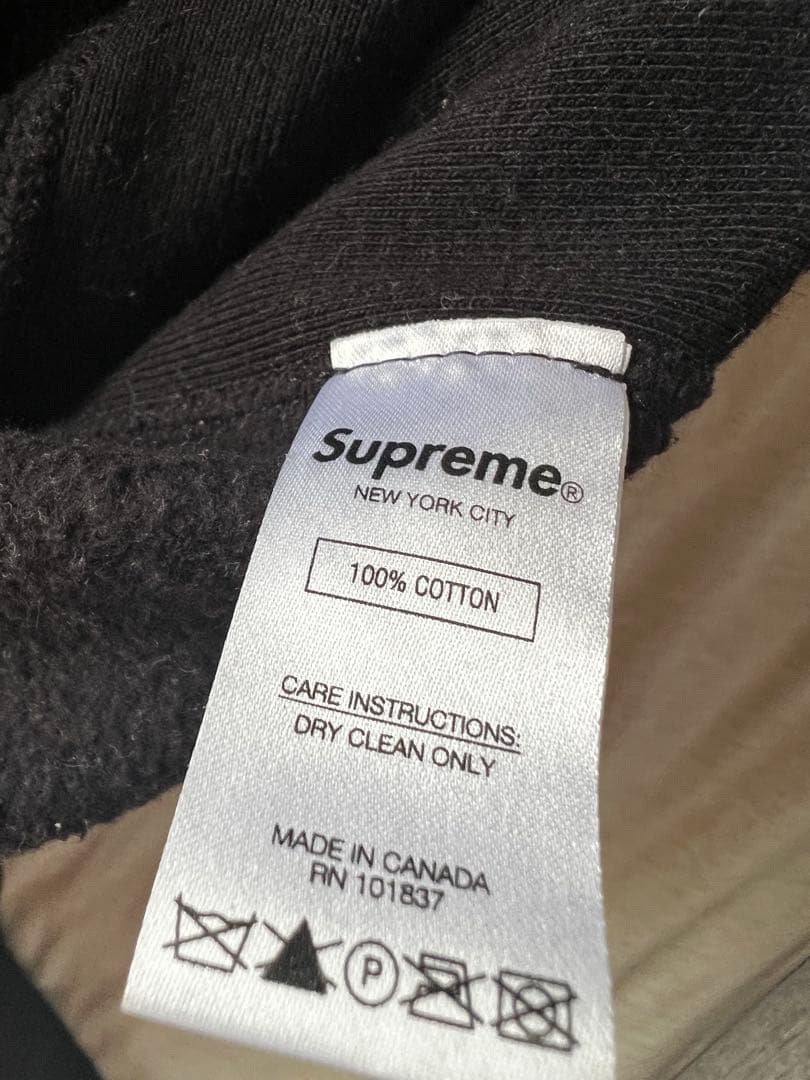 Supreme®
NEW YORK CITY
100% COTTON
CARE INSTRUCTIONS:
DRY CLEAN ONLY
MADE IN CANADA
RN 101837
P